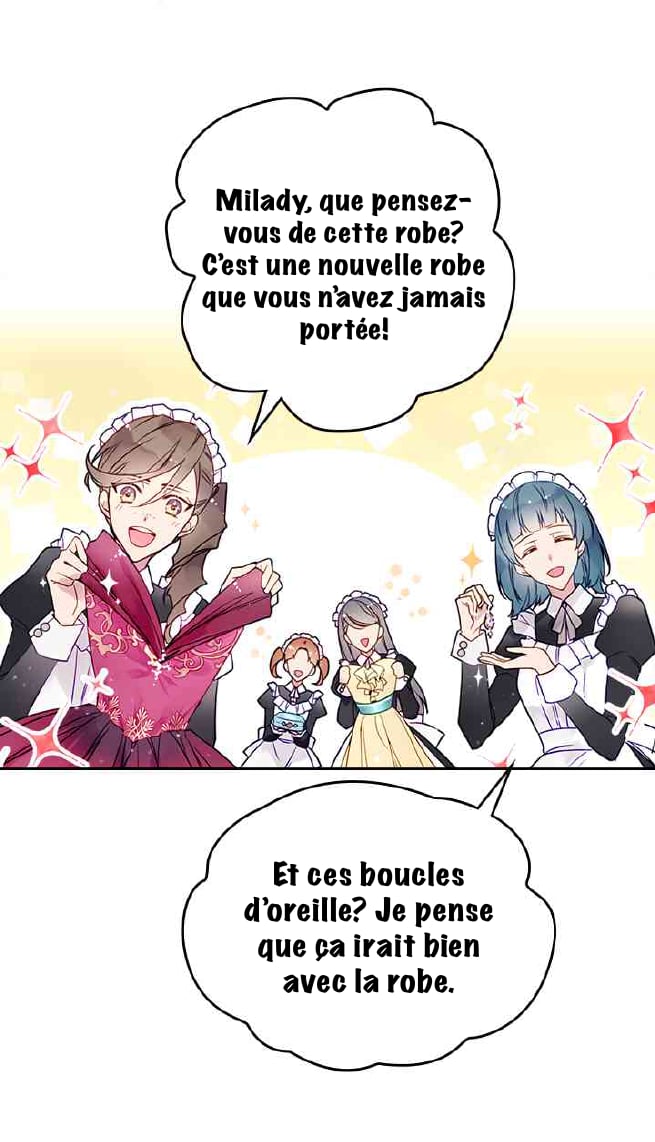 Milady, que pensez-
vous de cette robe?
C'est une nouvelle robe
que vous n'avez jamais
portée!
Et ces boucles
d'oreille? Je pense
que ça irait bien
avec la robe.